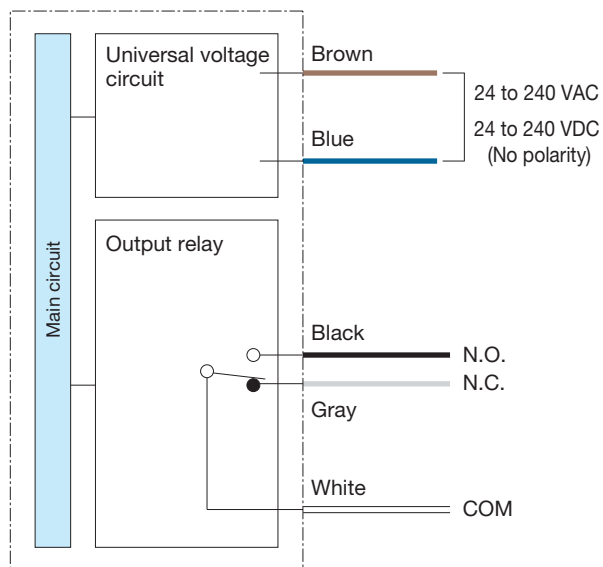 Universal voltage
circuit
Brown
24 to 240 VAC
24 to 240 VDC
(No polarity)
Blue
Main circuit
Output relay
Black
N.O.
N.C.
Gray
White
COM